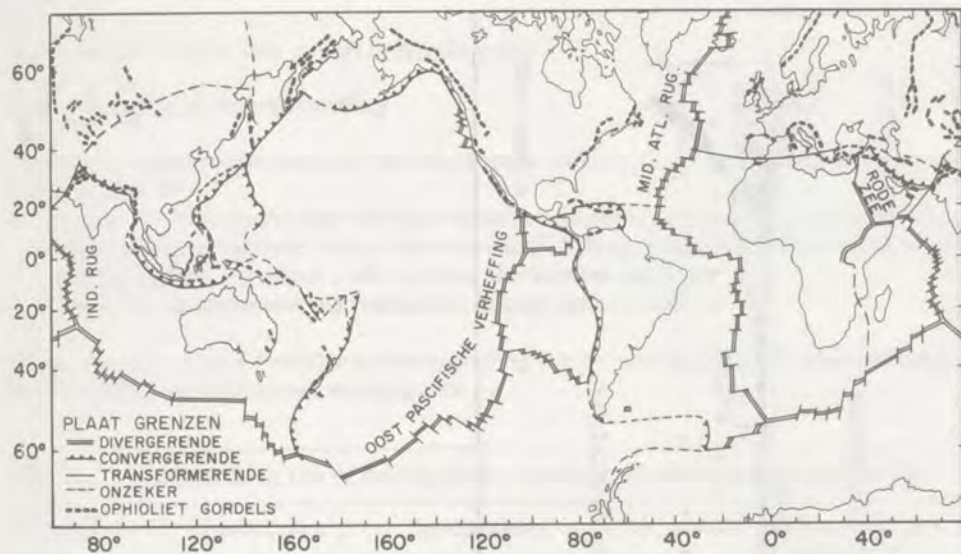 60°
40°
20°
0°
20°
40°
60°
IND. RUG
OOST PASCIFISCHE VERHEFFING
MID. ATL. RUG
RODE
ZEE
PLAAT GRENZEN
DIVERGERENDE
CONVERGERENDE
TRANSFORMERENDE
ONZEKER
OPHIOLIET GORDELS
80° 120° 160° 160° 120° 80° 40° 0° 40°